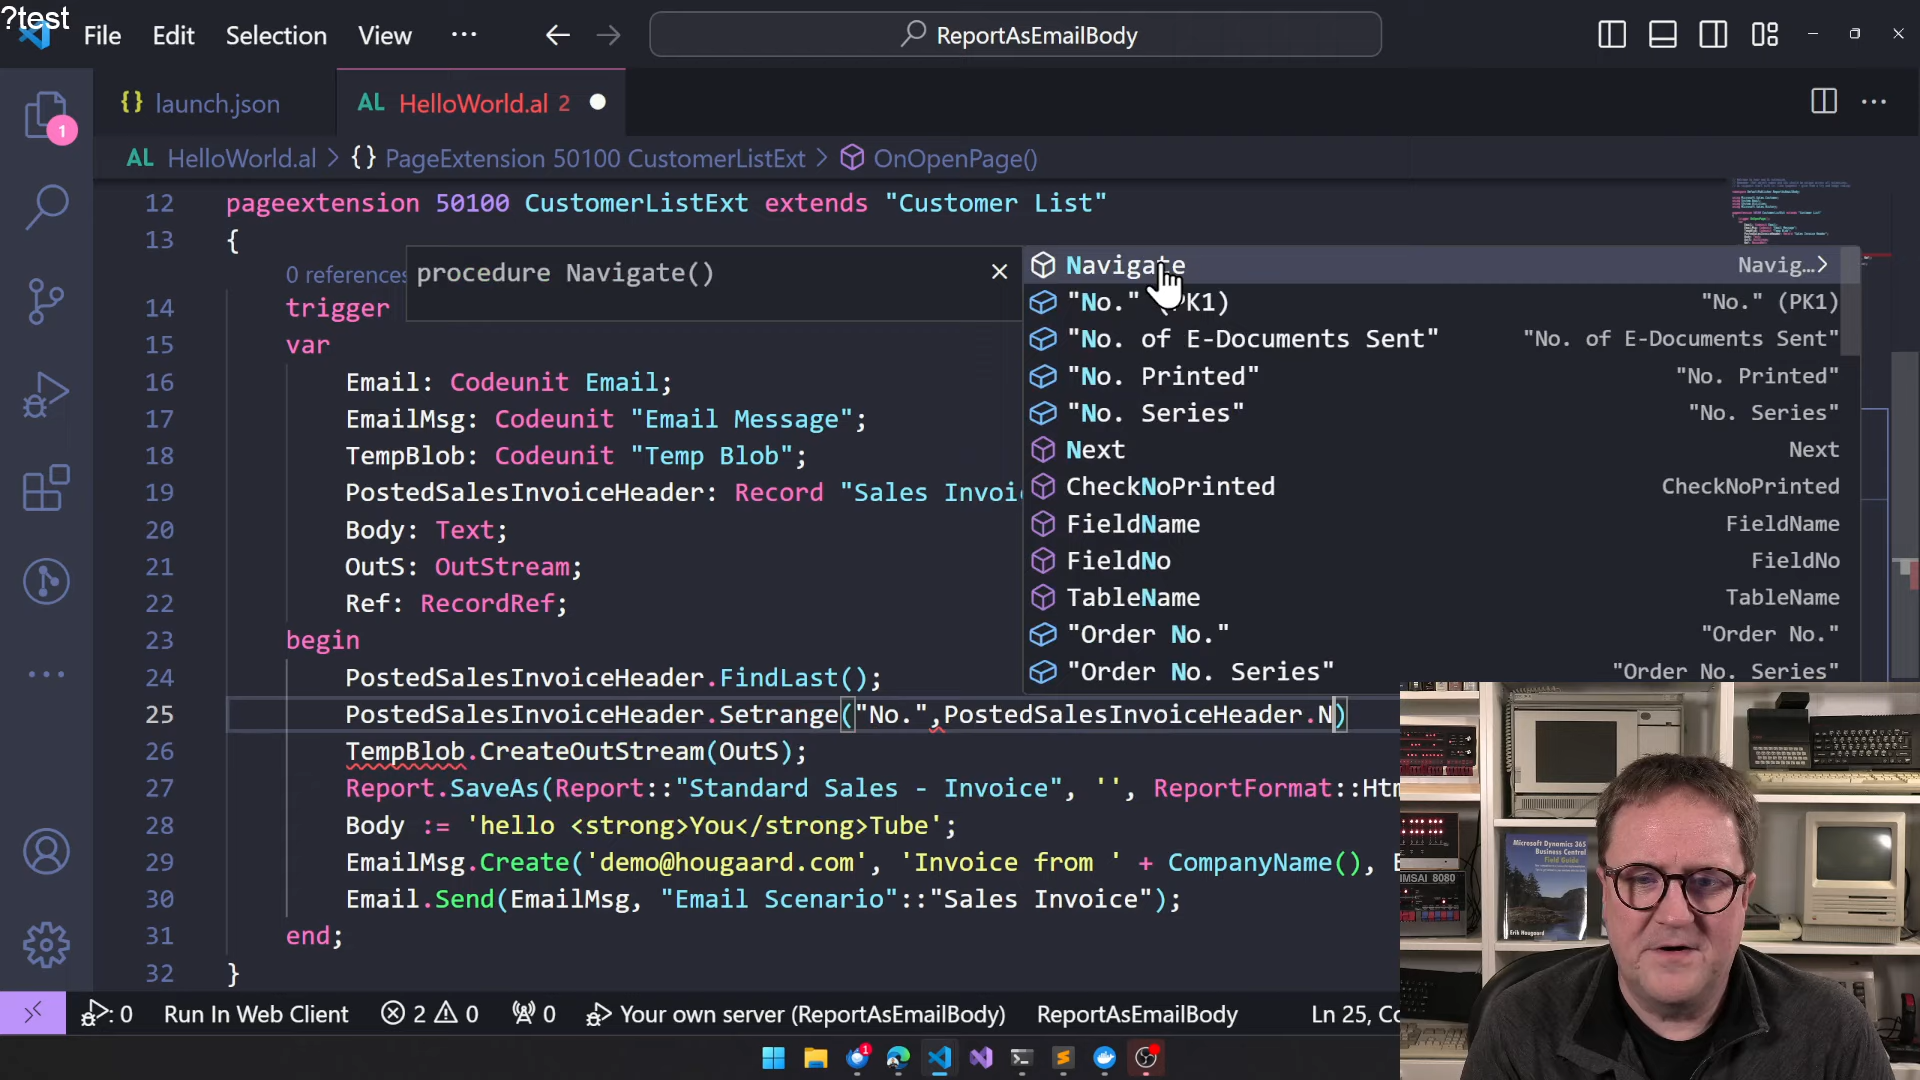 ?test
File Edit Selection View ··· ReportAsEmailBody
{} launch.json AL HelloWorld.al 2
AL HelloWorld.al > {} PageExtension 50100 CustomerListExt > OnOpenPage()
12 pageextension 50100 CustomerListExt extends "Customer List"
13 {
0 references
procedure Navigate()
14 trigger
15 var
16 Email: Codeunit Email;
17 EmailMsg: Codeunit "Email Message";
18 TempBlob: Codeunit "Temp Blob";
19 PostedSalesInvoiceHeader: Record "Sales Invoi
20 Body: Text;
21 OutS: OutStream;
22 Ref: RecordRef;
23 begin
24 PostedSalesInvoiceHeader.FindLast();
25 PostedSalesInvoiceHeader.Setrange("No.",PostedSalesInvoiceHeader.N)
26 TempBlob.CreateOutStream(OutS);
27 Report.SaveAs(Report::"Standard Sales - Invoice", '', ReportFormat::Htm
28 Body := 'hello <strong>You</strong>Tube';
29 EmailMsg.Create('demo@hougaard.com', 'Invoice from ' + CompanyName(), B
30 Email.Send(EmailMsg, "Email Scenario"::"Sales Invoice");
31 end;
32 }
Navigate Navig...>
"No." (PK1) "No." (PK1)
"No. of E-Documents Sent" "No. of E-Documents Sent"
"No. Printed" "No. Printed"
"No. Series" "No. Series"
Next Next
CheckNoPrinted CheckNoPrinted
FieldName FieldName
FieldNo FieldNo
TableName TableName
"Order No." "Order No."
"Order No. Series" "Order No. Series"
Microsoft Dynamics 365
Business Central
Field Guide
Erik Hougaard
IMSAI 8080
1
: 0 Run In Web Client 2 0 0 Your own server (ReportAsEmailBody) ReportAsEmailBody Ln 25, Co
1